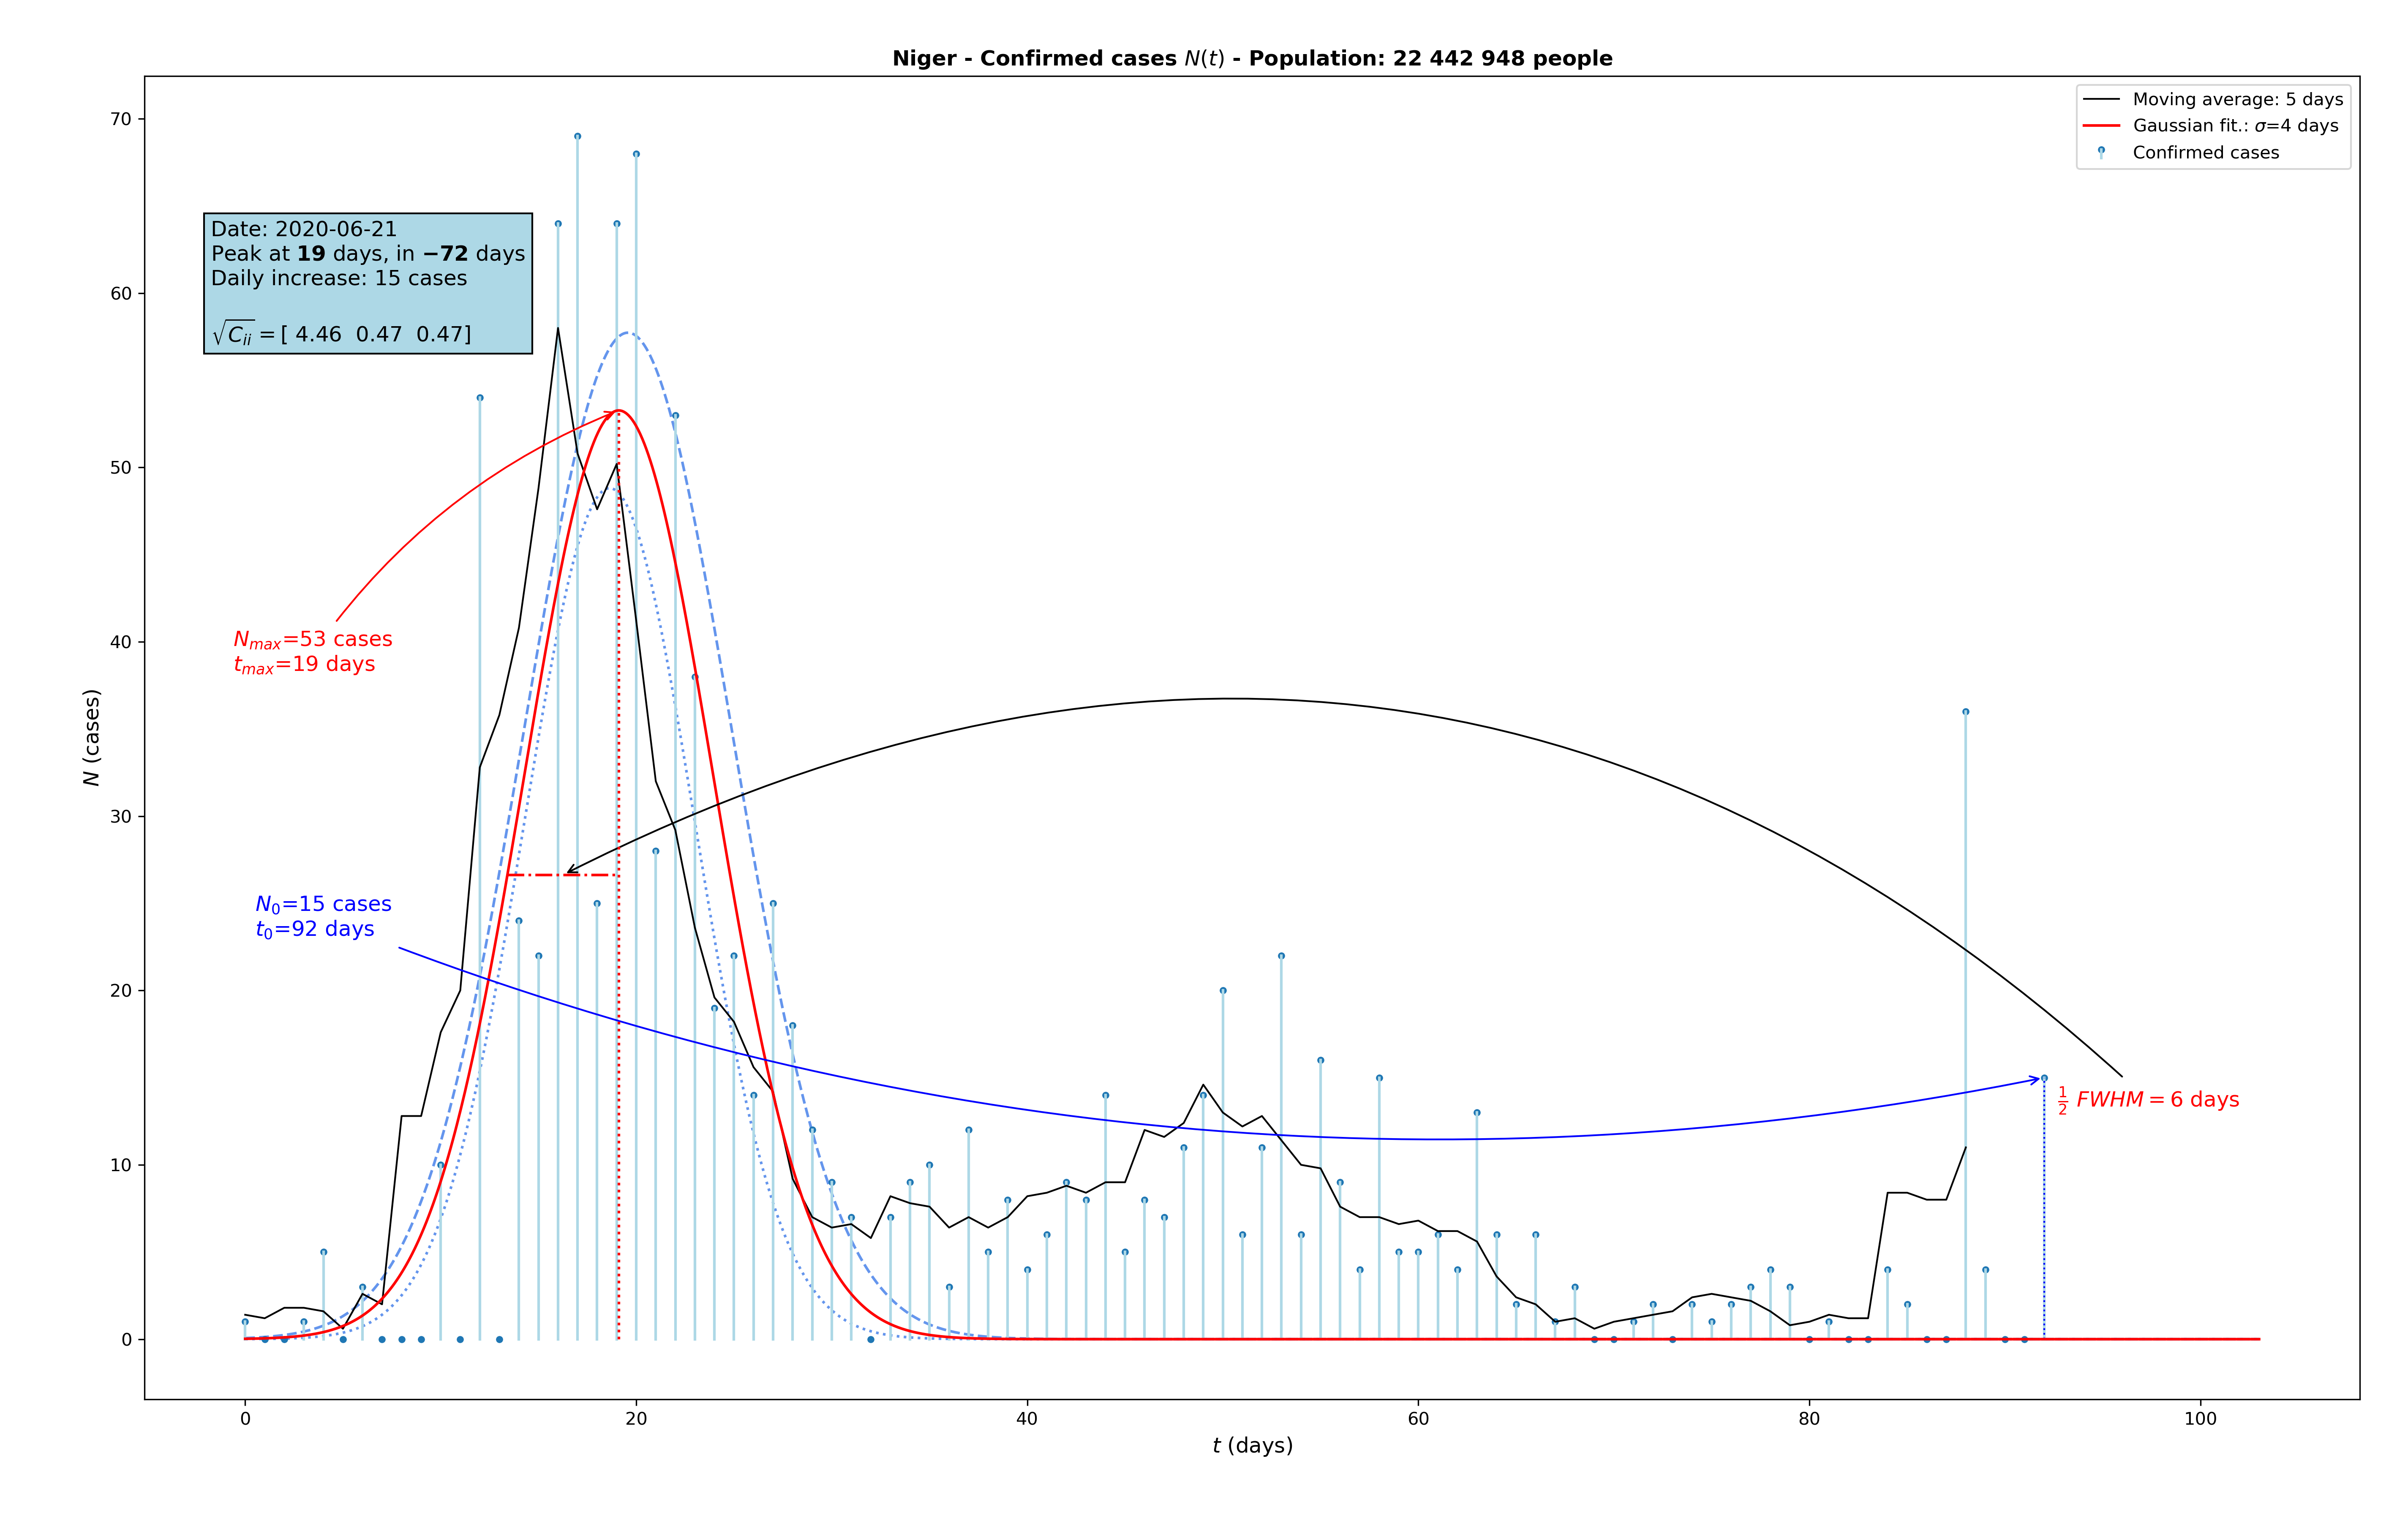 Niger - Confirmed cases N(t) - Population: 22 442 948 people
Moving average: 5 days
Gaussian fit.: σ=4 days
Confirmed cases
Date: 2020-06-21
Peak at 19 days, in −72 days
Daily increase: 15 cases
√C_ii = [ 4.46 0.47 0.47]
N_max=53 cases
t_max=19 days
N_0=15 cases
t_0=92 days
1/2 FWHM = 6 days
N (cases)
70
60
50
40
30
20
10
0
0 20 40 60 80 100
t (days)